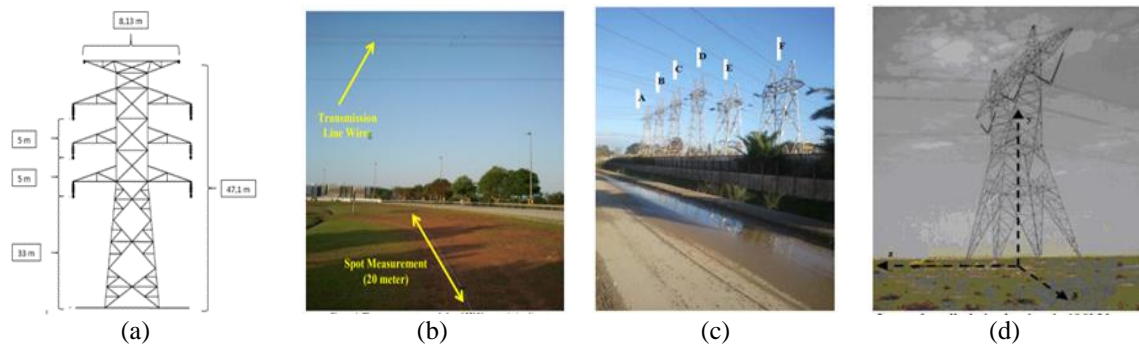 8,13 m
5 m
5 m
33 m
47,1 m
(a)
Transmission
Line Wire
Spot Measurement
(20 meter)
(b)
A
B
C
D
E
F
(c)
y
(d)